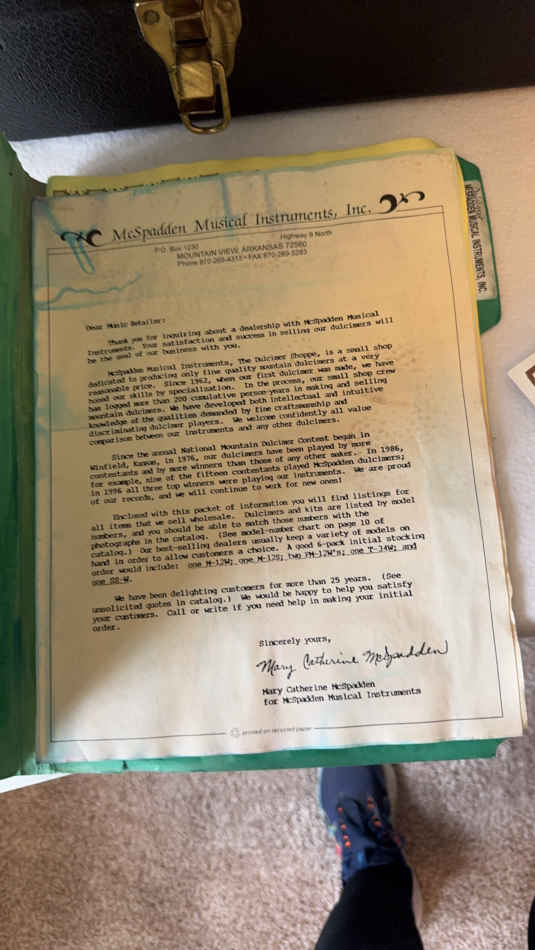 McSpadden Musical Instruments, Inc.
P.O. Box 1230
Highway 9 North
MOUNTAIN VIEW, ARKANSAS 72560
Phone 870-269-4313 • FAX 870-269-5283
MUSICAL INSTRUMENTS, INC.
Dear Music Retailer:
Thank you for inquiring about a dealership with McSpadden Musical
Instruments. Your satisfaction and success in selling our dulcimers will
be the goal of our business with you.
McSpadden Musical Instruments, The Dulcimer Shoppe, is a small shop
dedicated to producing only fine quality mountain dulcimers at a very
reasonable price. Since 1962, when our first dulcimer was made, we have
honed our skills by specialization. In the process, our small shop crew
has logged more than 200 cumulative person-years in making and selling
mountain dulcimers. We have developed both intellectual and intuitive
knowledge of the qualities demanded by fine craftsmanship and
discriminating dulcimer players. We welcome confidently all value
comparison between our instruments and any other dulcimers.
Since the annual National Mountain Dulcimer Contest began in
Winfield, Kansas, in 1976, our dulcimers have been played by more
contestants and by more winners than those of any other maker. In 1986,
for example, nine of the fifteen contestants played McSpadden dulcimers;
in 1996 all three top winners were playing our instruments. We are proud
of our records, and we will continue to work for new ones!
Enclosed with this packet of information you will find listings for
all items that we sell wholesale. Dulcimers and kits are listed by model
numbers, and you should be able to match those numbers with the
photographs in the catalog. (See model-number chart on page 10 of
catalog.) Our best-selling dealers usually keep a variety of models on
hand in order to allow customers a choice. A good 6-pack initial stocking
order would include: one M-12W; one M-12S; two FM-12W's; one T-34W; and
one SS-W.
We have been delighting customers for more than 25 years. (See
unsolicited quotes in catalog.) We would be happy to help you satisfy
your customers. Call or write if you need help in making your initial
order.
Sincerely yours,
Mary Catherine McSpadden
Mary Catherine McSpadden
for McSpadden Musical Instruments
printed on recycled paper